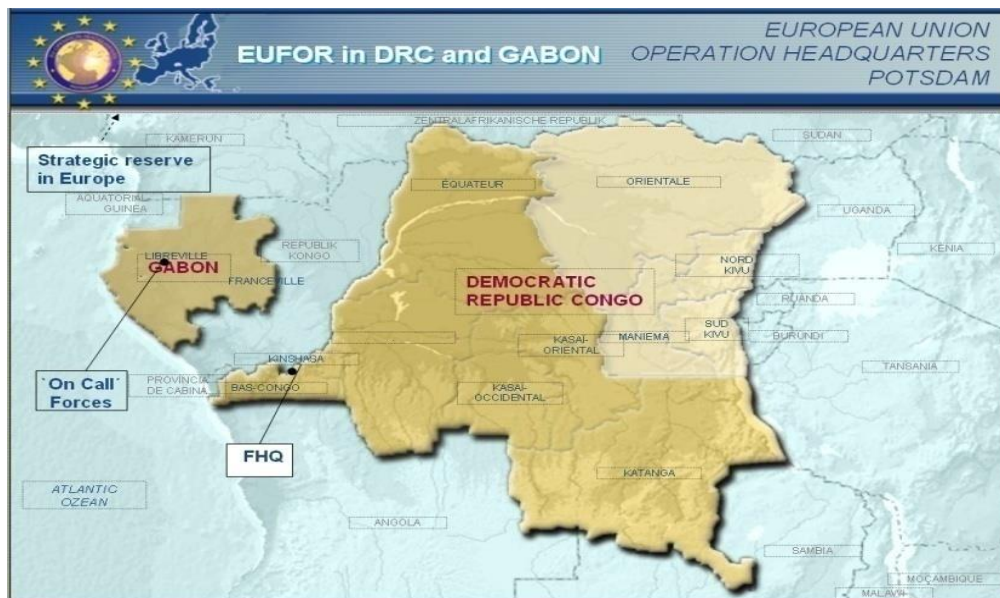 EUFOR in DRC and GABON
EUROPEAN UNION
OPERATION HEADQUARTERS
POTSDAM
ZENTRALAFRIKANISCHE REPUBLIK
KAMERUN
SUDAN
Strategic reserve
in Europe
ÉQUATEUR
ORIENTALE
AQUATORIAL-
GUINEA
UGANDA
REPUBLIK
KONGO
KENIA
LIBREVILLE
GABON
NORD
KIVU
FRANCEVILLE
DEMOCRATIC
REPUBLIC CONGO
RUANDA
SUD
KIVU
MANIEMA
BURUNDI
KASAI-
ORIENTAL
KINSHASA
TANSANIA
PROVINCIA
DE CABINA
BAS-CONGO
`On Call´
Forces
KASAI-
OCCIDENTAL
FHQ
KATANGA
ATLANTIC
OZEAN
ANGOLA
SAMBIA
MOÇAMBIQUE
MALAVVI